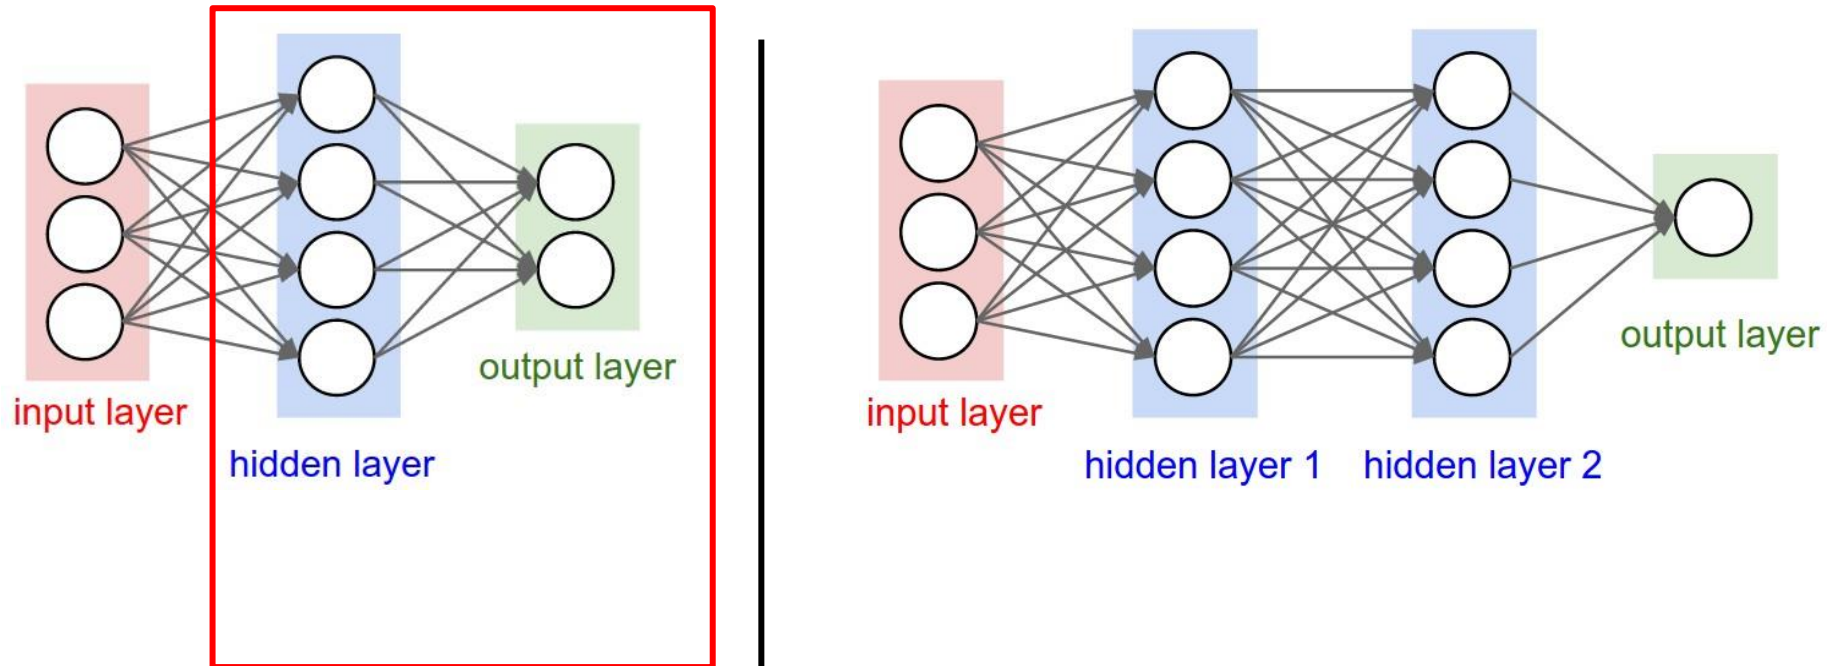 input layer
hidden layer
output layer
input layer
hidden layer 1
hidden layer 2
output layer